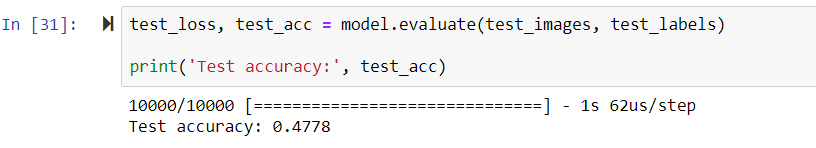 In [31]: test_loss, test_acc = model.evaluate(test_images, test_labels)
print('Test accuracy:', test_acc)
10000/10000 [==============================] - 1s 62us/step
Test accuracy: 0.4778